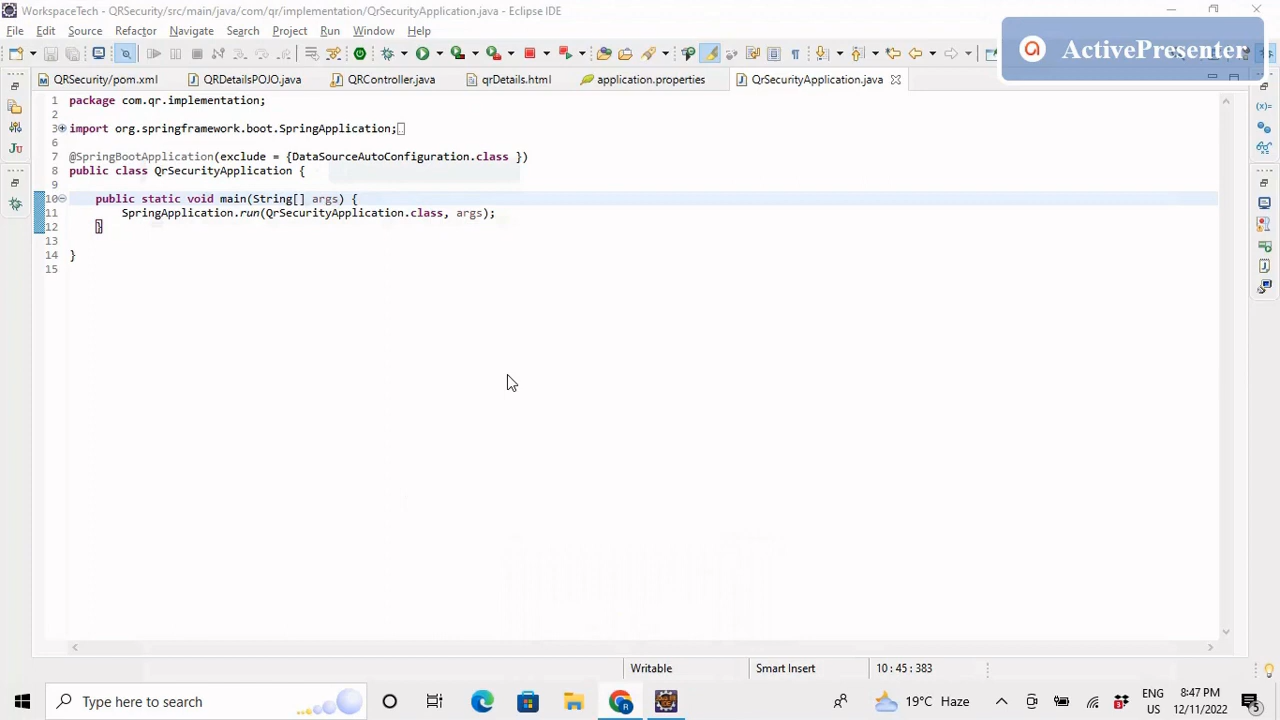 WorkspaceTech - QRSecurity/src/main/java/com/qr/implementation/QrSecurityApplication.java - Eclipse IDE
File Edit Source Refactor Navigate Search Project Run Window Help
ActivePresenter
QRSecurity/pom.xml QRDetailsPOJO.java QRController.java qrDetails.htm application.properties QrSecurityApplication.java
1 package com.qr.implementation;
2
3 import org.springframework.boot.SpringApplication;
6
7 @SpringBootApplication(exclude = {DataSourceAutoConfiguration.class })
8 public class QrSecurityApplication {
9
10 public static void main(String[] args) {
11 SpringApplication.run(QrSecurityApplication.class, args);
12 }
13
14 }
15
Writable Smart Insert 10 : 45 : 383
Type here to search
19°C Haze
ENG
US
8:47 PM
12/11/2022
5